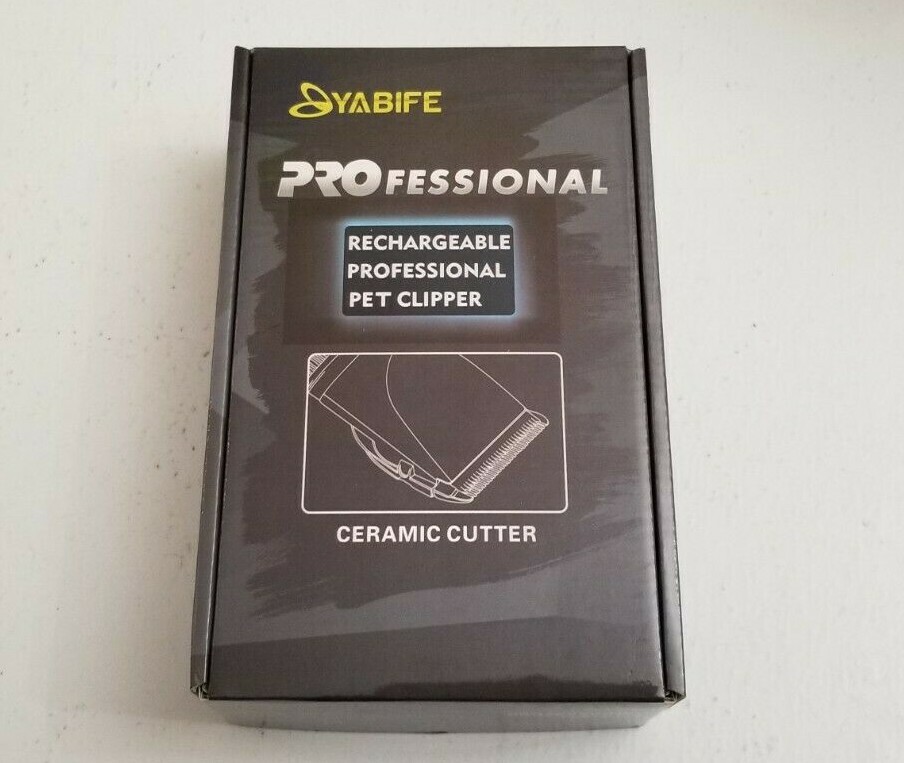 YABIFE
PROFESSIONAL
RECHARGEABLE
PROFESSIONAL
PET CLIPPER
CERAMIC CUTTER